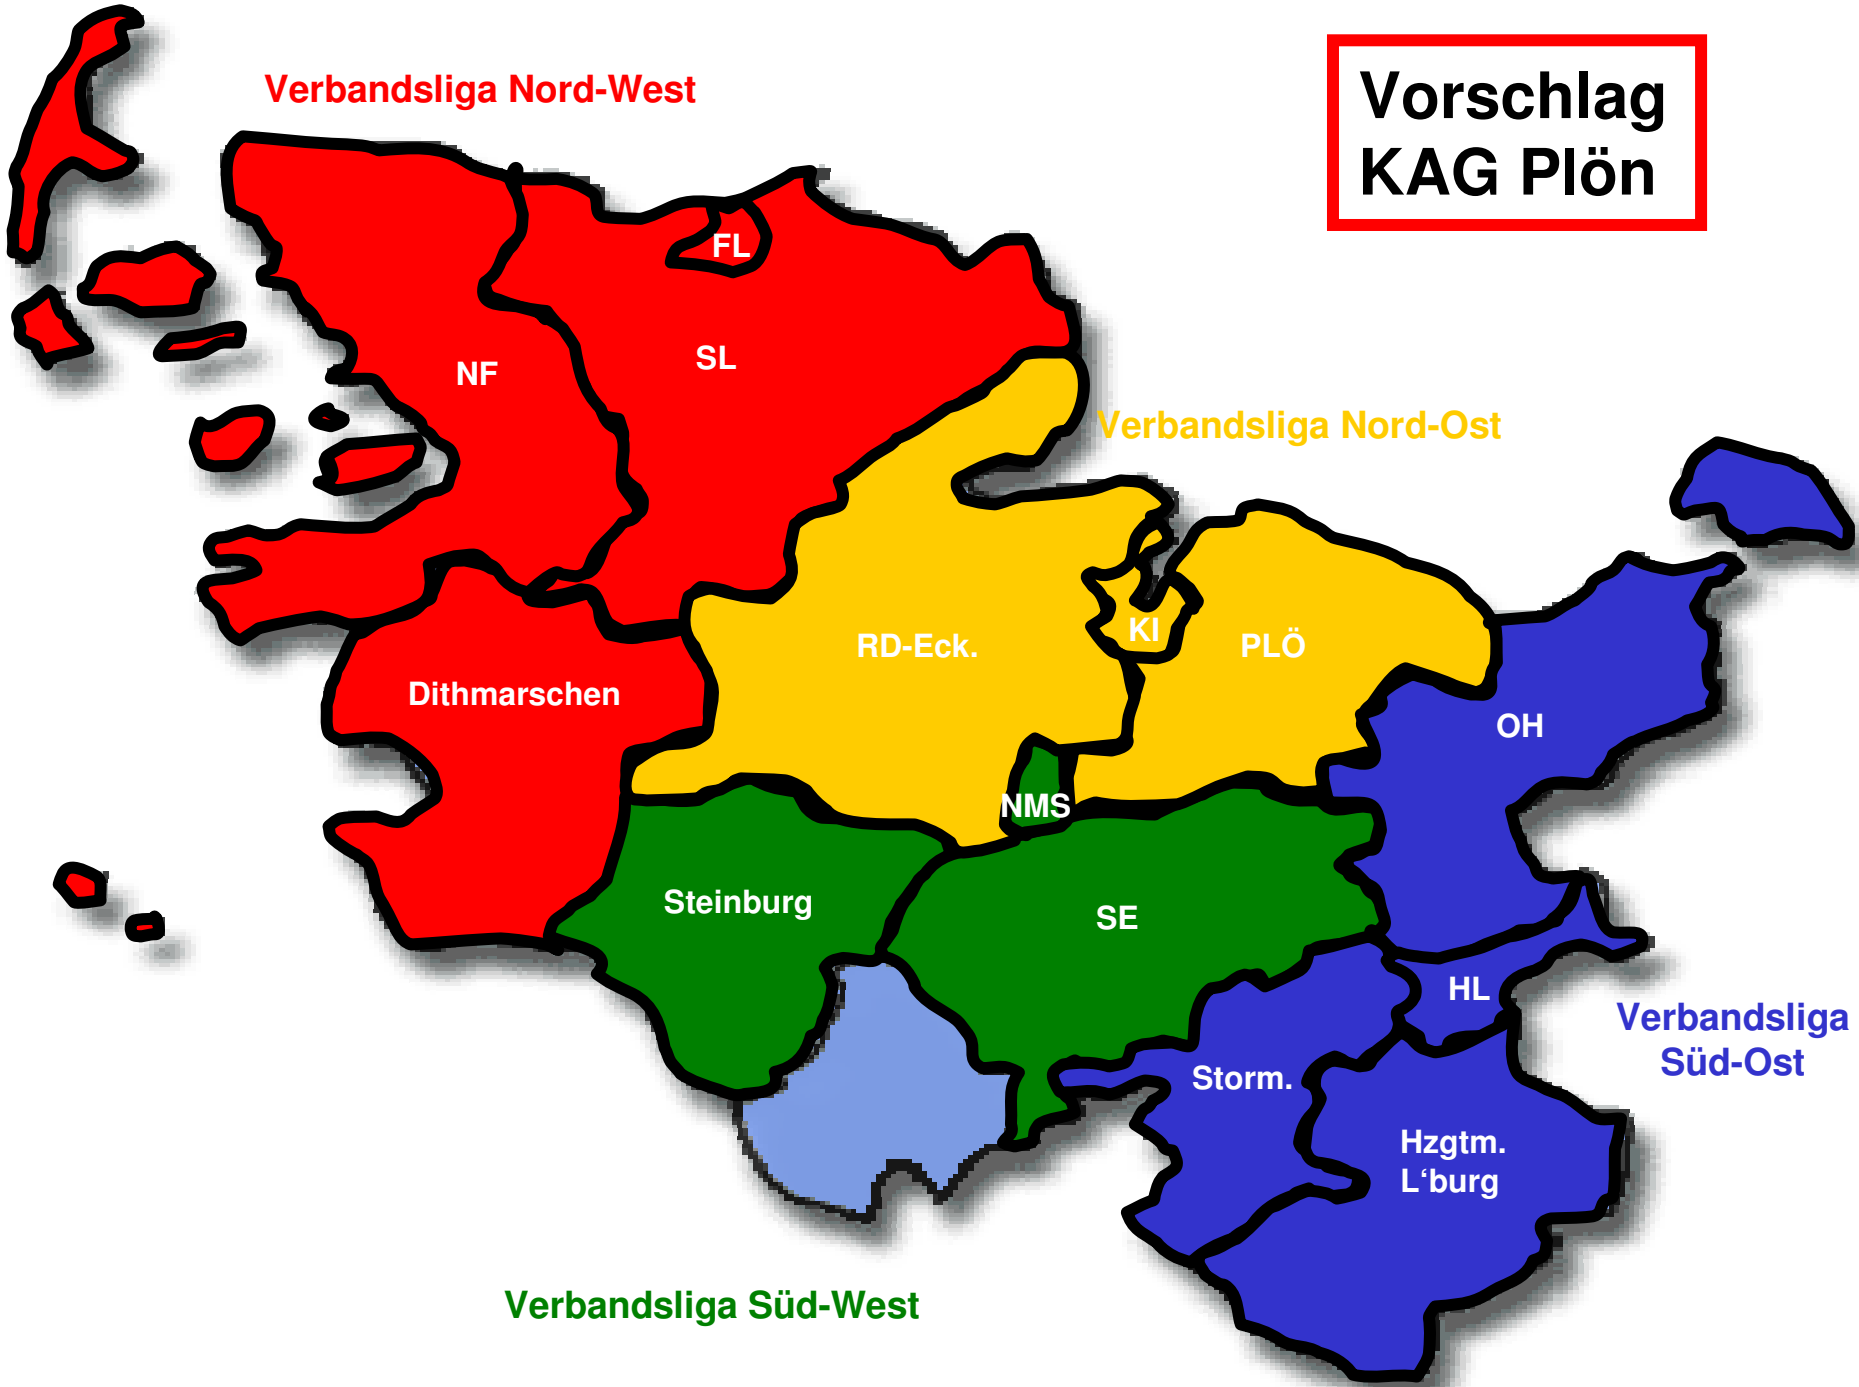 Verbandsliga Nord-West
Vorschlag
KAG Plön
FL
SL
NF
Verbandsliga Nord-Ost
KI
RD-Eck.
PLÖ
Dithmarschen
OH
NMS
Steinburg
SE
HL
Verbandsliga
Süd-Ost
Storm.
Hzgtm.
L‘burg
Verbandsliga Süd-West